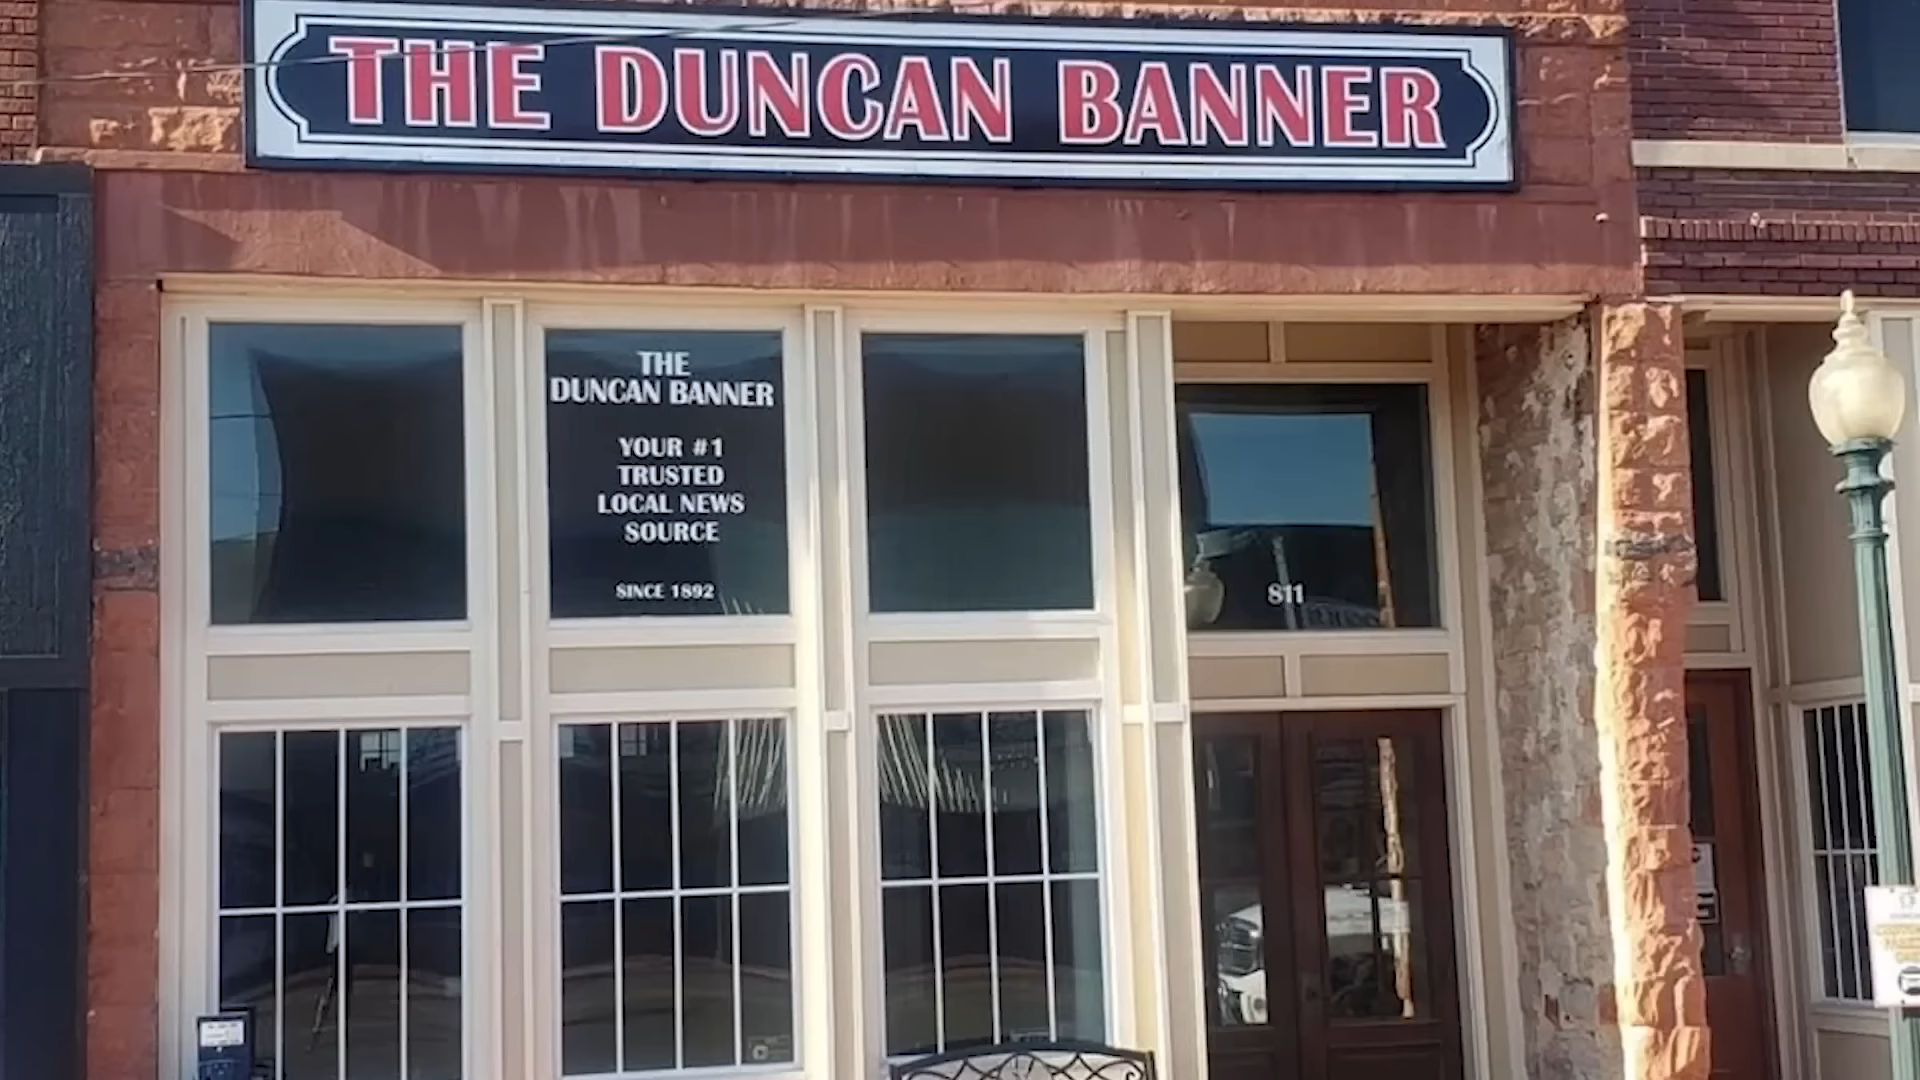 THE DUNCAN BANNER
THE
DUNCAN BANNER
YOUR #1
TRUSTED
LOCAL NEWS
SOURCE
SINCE 1892
811